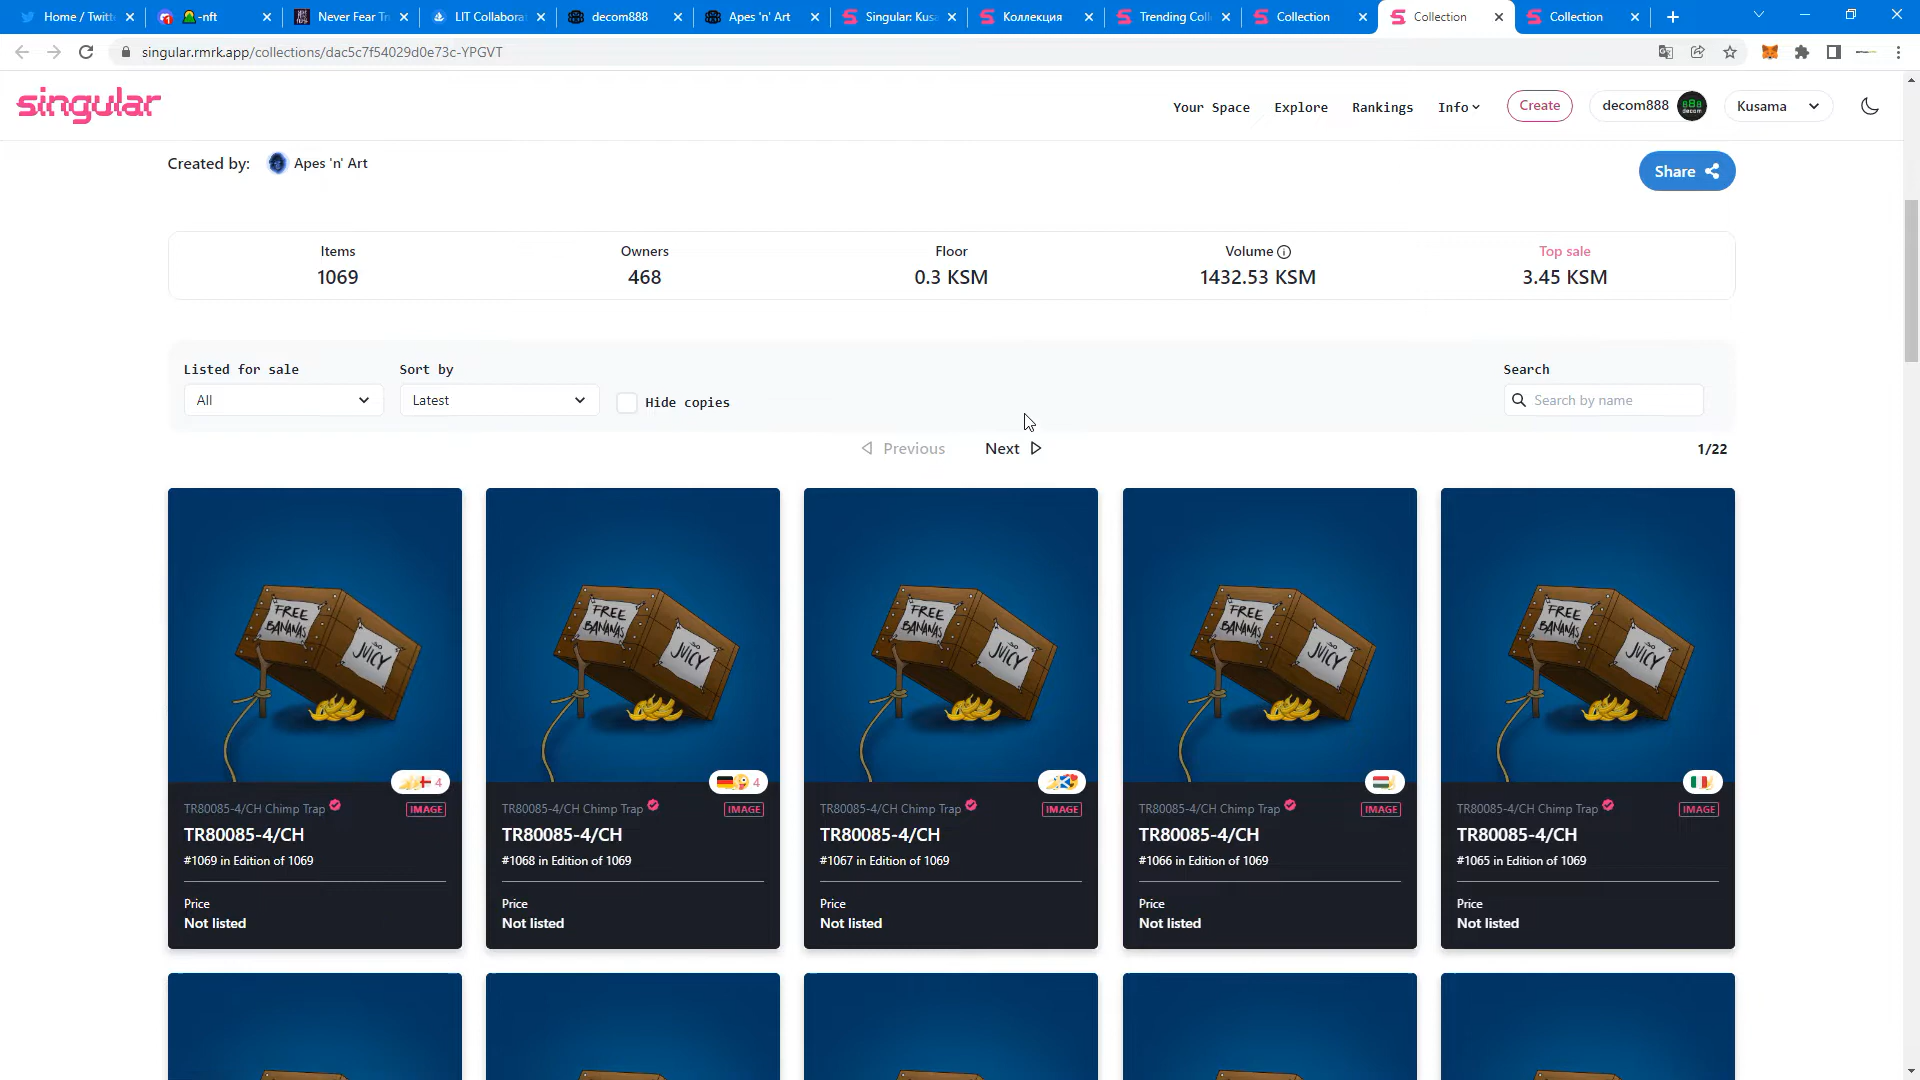 Home / Twitt
-nft
Never Fear Tr
LIT Collabora
decom888
Apes 'n' Art
Singular: Kus
Коллекция
Trending Coll
Collection
Collection
Collection
singular.rmrk.app/collections/dac5c7f54029d0e73c-YPGVT
singular
Your Space
Explore
Rankings
Info
Create
decom888
888 decom
Kusama
Created by:
Apes 'n' Art
Share
Items
Owners
Floor
Volume
Top sale
1069
468
0.3 KSM
1432.53 KSM
3.45 KSM
Listed for sale
Sort by
Search
All
Latest
Hide copies
Search by name
Previous
Next
1/22
FREE BANANAS
SO JUICY
FREE BANANAS
SO JUICY
FREE BANANAS
SO JUICY
FREE BANANAS
SO JUICY
FREE BANANAS
SO JUICY
4
4
TR80085-4/CH Chimp Trap
IMAGE
TR80085-4/CH
#1069 in Edition of 1069
Price
Not listed
TR80085-4/CH Chimp Trap
IMAGE
TR80085-4/CH
#1068 in Edition of 1069
Price
Not listed
TR80085-4/CH Chimp Trap
IMAGE
TR80085-4/CH
#1067 in Edition of 1069
Price
Not listed
TR80085-4/CH Chimp Trap
IMAGE
TR80085-4/CH
#1066 in Edition of 1069
Price
Not listed
TR80085-4/CH Chimp Trap
IMAGE
TR80085-4/CH
#1065 in Edition of 1069
Price
Not listed